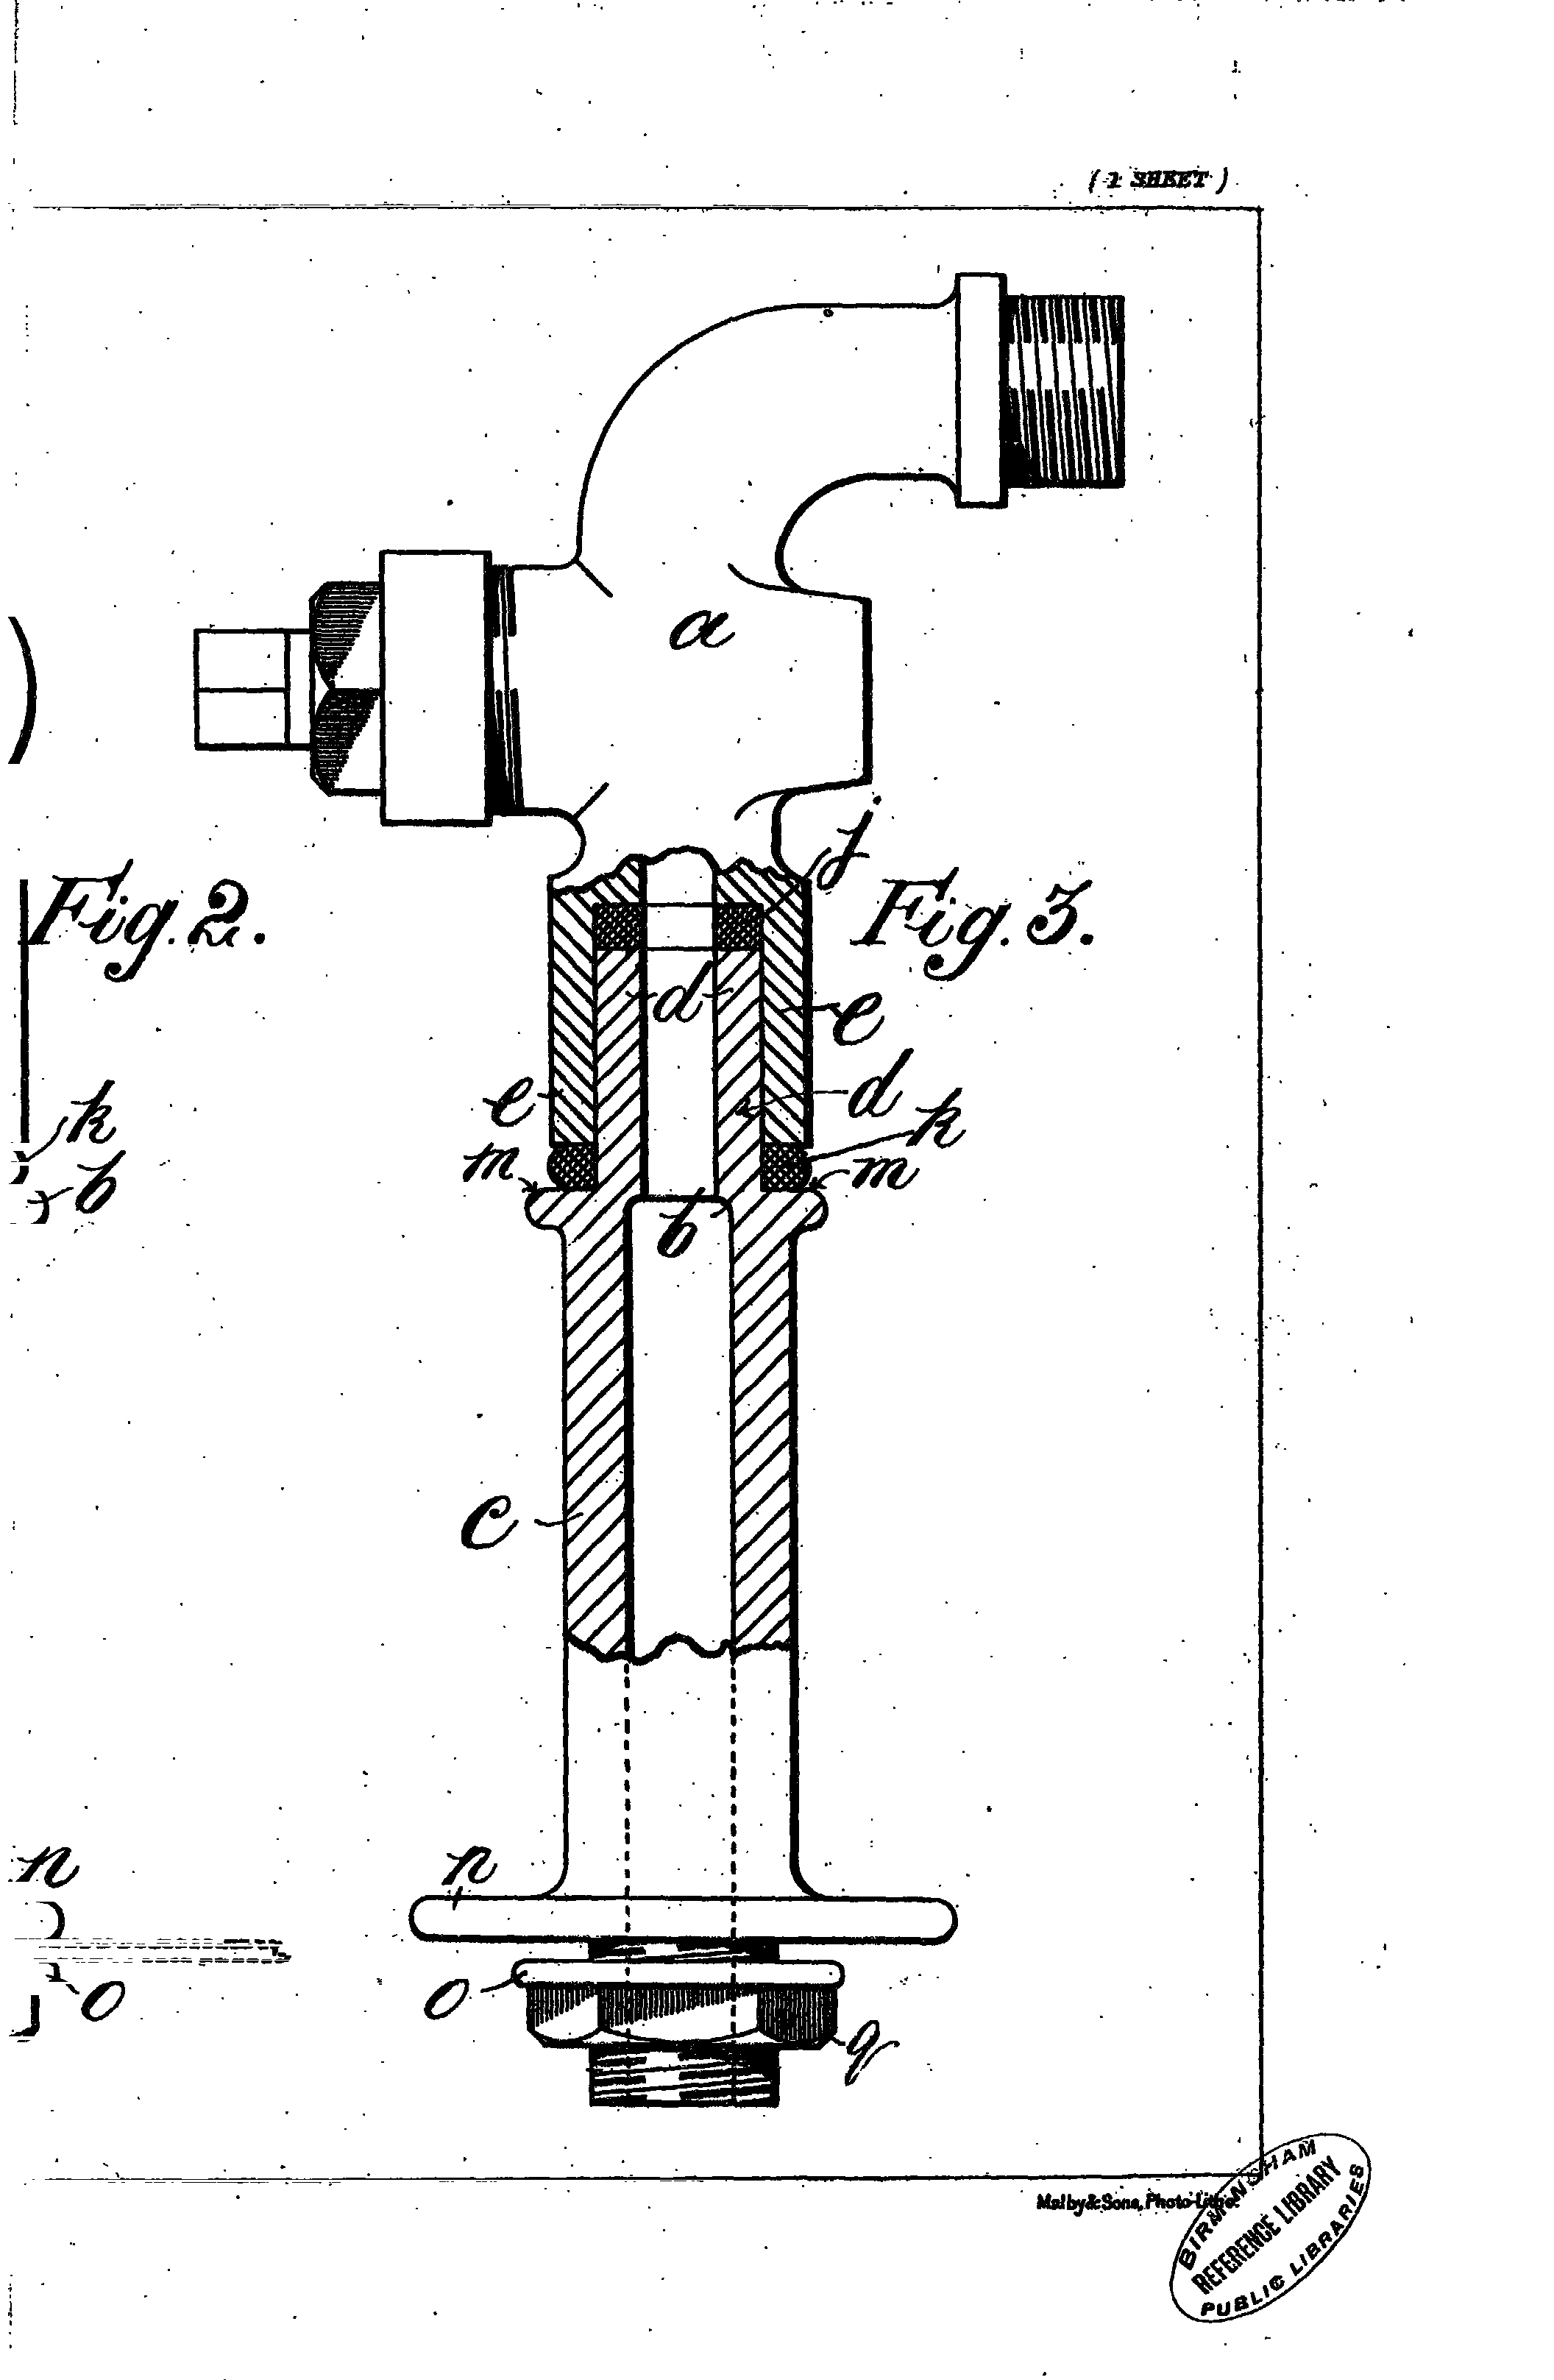 ( 1 SHEET )
a
j
Fig. 2.
Fig. 3.
d
e
e
d
k
k
m
m
b
b
c
n
n
o
o
q
Malby&Sons, Photo-Litho.
BIRMINGHAM
REFERENCE LIBRARY
PUBLIC LIBRARIES